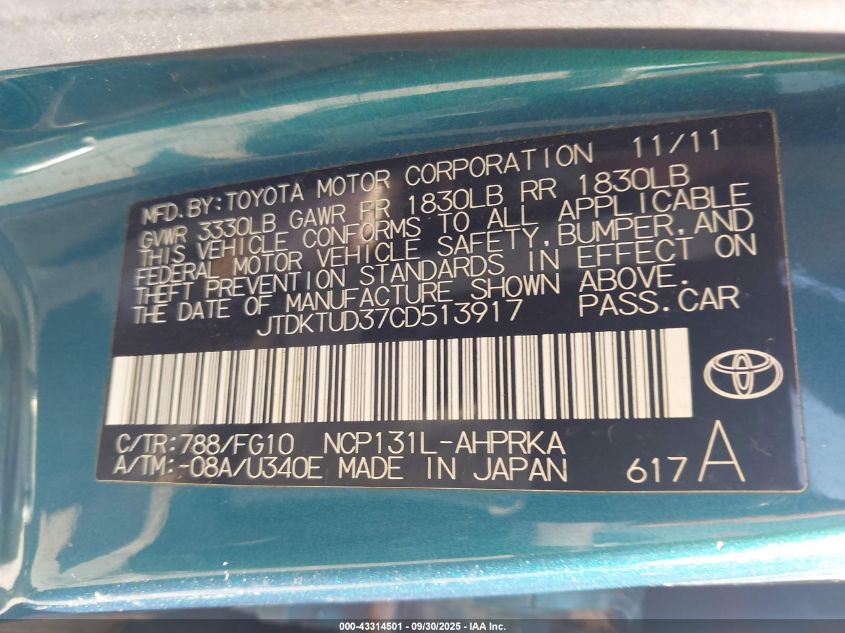 MFD. BY: TOYOTA MOTOR CORPORATION 11/11
GVWR 3330LB GAWR FR 1830LB RR 1830LB
THIS VEHICLE CONFORMS TO ALL APPLICABLE
FEDERAL MOTOR VEHICLE SAFETY, BUMPER, AND
THEFT PREVENTION STANDARDS IN EFFECT ON
THE DATE OF MANUFACTURE SHOWN ABOVE.
JTDKTUD37CD513917 PASS. CAR
C/TR: 788/FG10 NCP131L-AHPRKA
A/TM: -08A/U340E MADE IN JAPAN 617 A
000-43314501 - 09/30/2025 - IAA Inc.